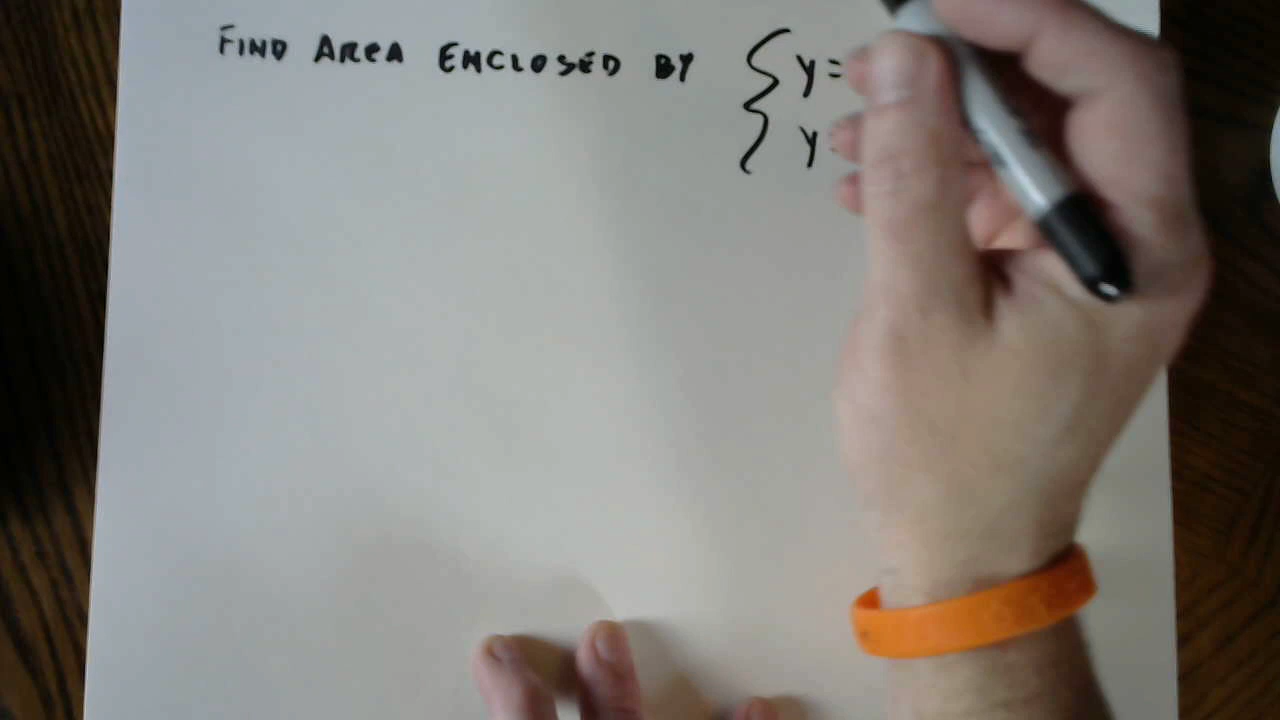 FIND AREA ENCLOSED BY { y =
y